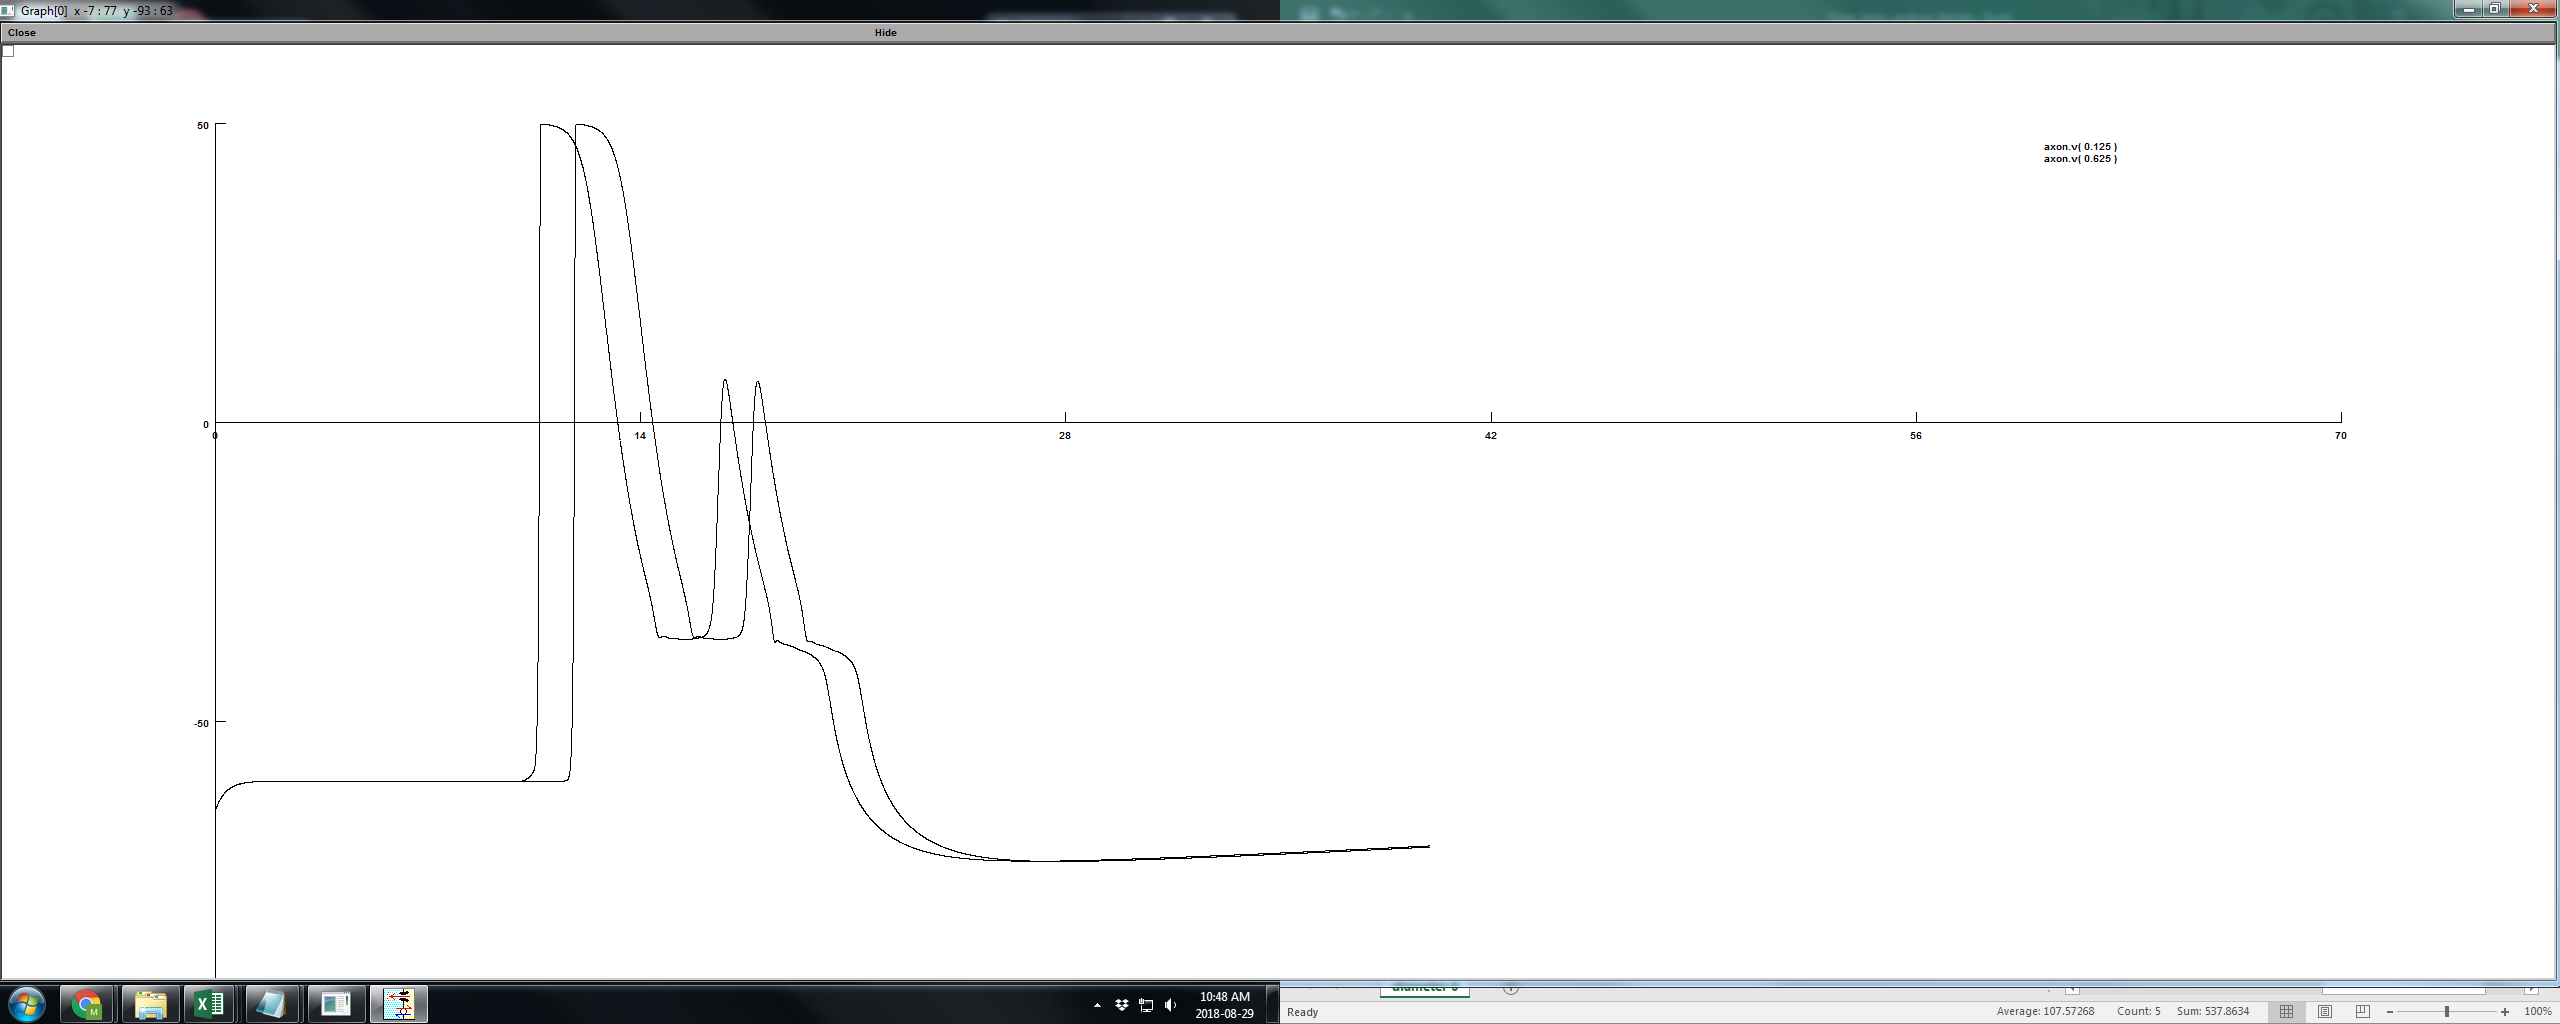 Graph[0] x -7 : 77 y -93 : 63
Close
Hide
50
axon.v( 0.125 )
axon.v( 0.625 )
0
0
14
28
42
56
70
-50
10:48 AM
2018-08-29
Ready
Average: 107.57268 Count: 5 Sum: 537.8634
100%